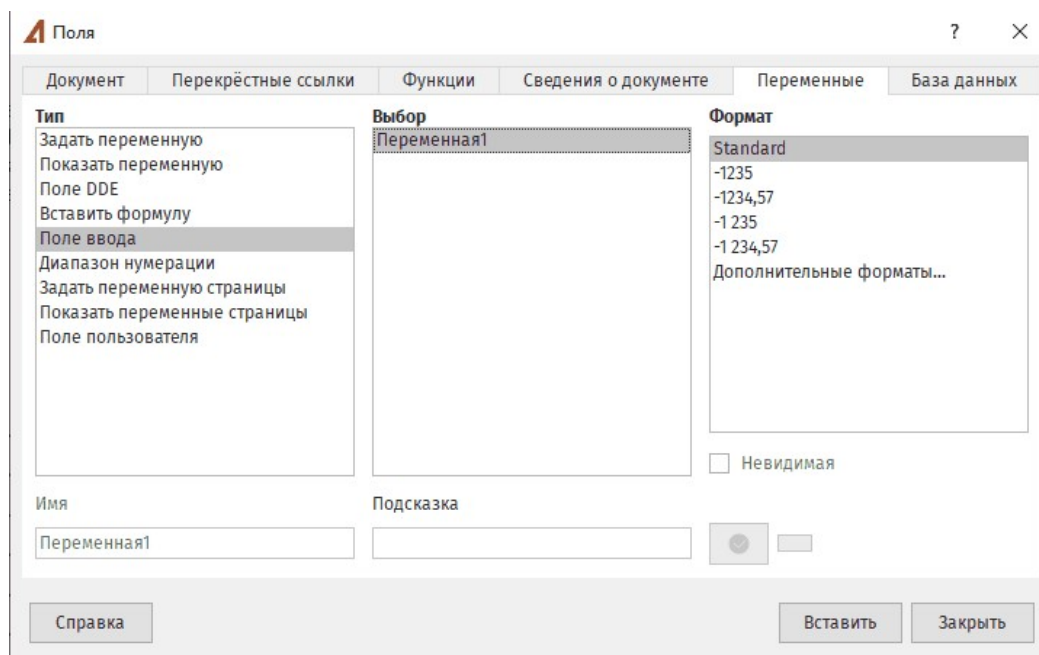 Поля
?
Документ
Перекрёстные ссылки
Функции
Сведения о документе
Переменные
База данных
Тип
Задать переменную
Показать переменную
Поле DDE
Вставить формулу
Поле ввода
Диапазон нумерации
Задать переменную страницы
Показать переменные страницы
Поле пользователя
Выбор
Переменная1
Формат
Standard
-1235
-1234,57
-1 235
-1 234,57
Дополнительные форматы...
Невидимая
Имя
Переменная1
Подсказка
Справка
Вставить
Закрыть